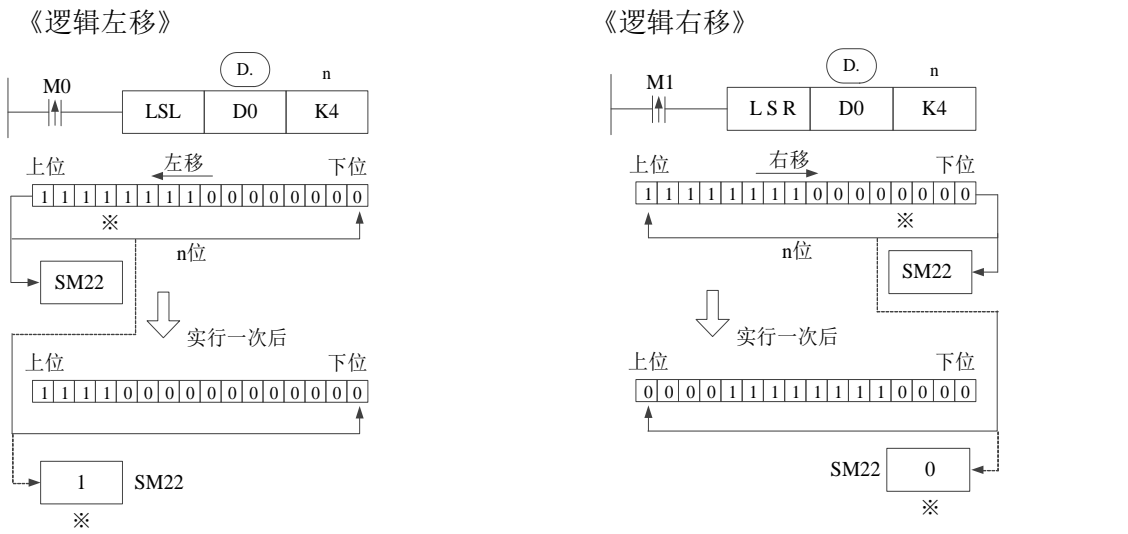 《逻辑左移》
D.
n
M0
LSL D0 K4
上位 左移 下位
1 1 1 1 1 1 1 1 0 0 0 0 0 0 0 0
※
n位
SM22
实行一次后
上位 下位
1 1 1 1 0 0 0 0 0 0 0 0 0 0 0 0
1 SM22
※
《逻辑右移》
D.
n
M1
L S R D0 K4
上位 右移 下位
1 1 1 1 1 1 1 1 0 0 0 0 0 0 0 0
※
n位
SM22
实行一次后
上位 下位
0 0 0 0 1 1 1 1 1 1 1 1 0 0 0 0
SM22 0
※